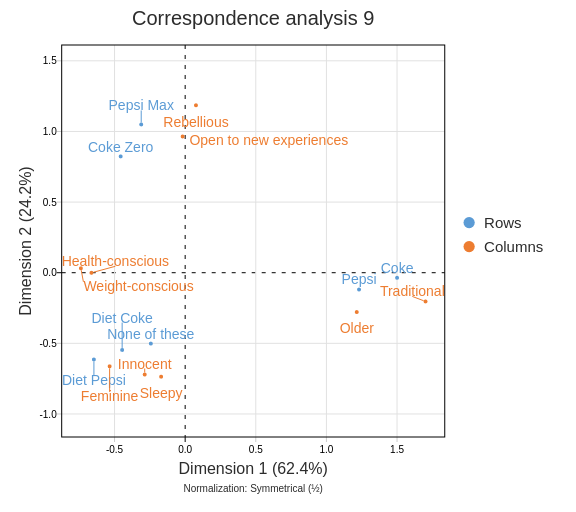 Correspondence analysis 9
1.5
Pepsi Max
Rebellious
1.0
Open to new experiences
Coke Zero
0.5
Rows
Columns
Health-conscious
0.0
Coke
Pepsi
Weight-conscious
Traditional
Diet Coke
Older
None of these
-0.5
Innocent
Diet Pepsi
Feminine
Sleepy
-1.0
-0.5
0.0
0.5
1.0
1.5
Dimension 2 (24.2%)
Dimension 1 (62.4%)
Normalization: Symmetrical (½)